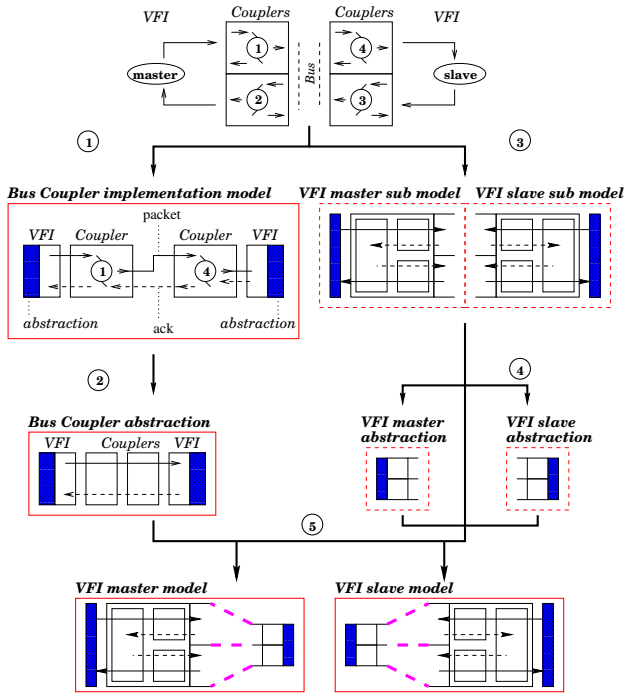 VFI Couplers Couplers VFI
1 4
master Bus slave
2 3
1 3
Bus Coupler implementation model
VFI master sub model VFI slave sub model
packet
VFI Coupler Coupler VFI
1 4
abstraction ack abstraction
2 4
Bus Coupler abstraction
VFI master
abstraction
VFI slave
abstraction
VFI Couplers VFI
5
VFI master model VFI slave model